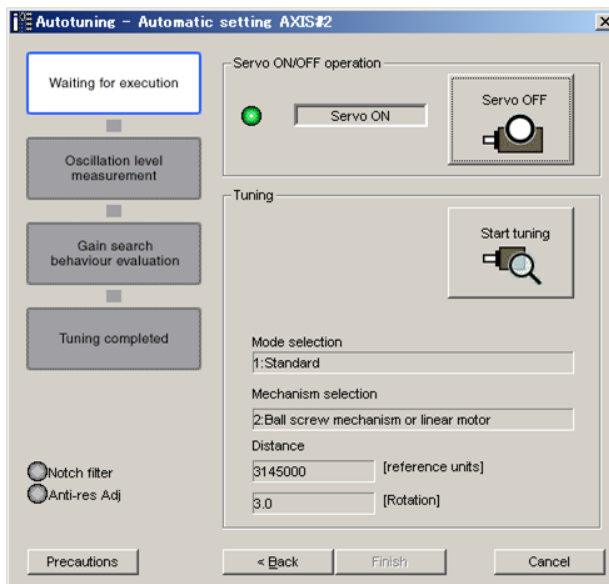 Autotuning - Automatic setting AXIS#2
Waiting for execution
Oscillation level
measurement
Gain search
behaviour evaluation
Tuning completed
Notch filter
Anti-res Adj
Precautions
Servo ON/OFF operation
Servo ON
Servo OFF
Tuning
Start tuning
Mode selection
1:Standard
Mechanism selection
2:Ball screw mechanism or linear motor
Distance
3145000 [reference units]
3.0 [Rotation]
< Back
Finish
Cancel